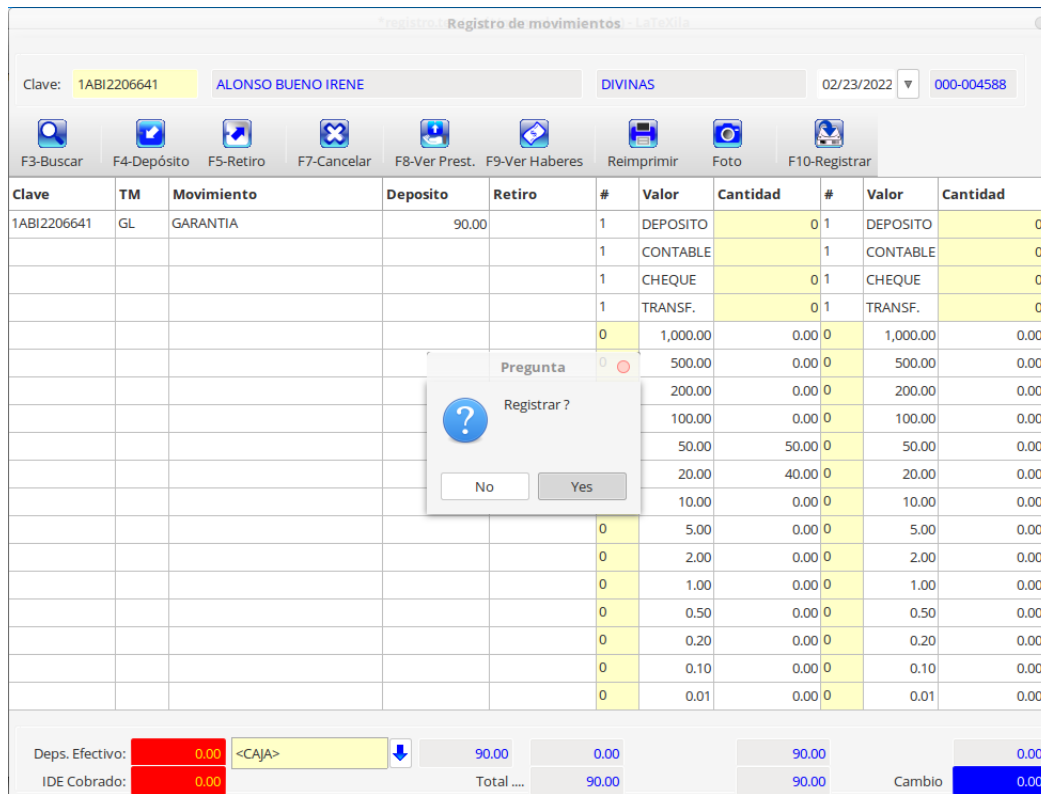 Registro de movimientos
Clave: 1ABI2206641 ALONSO BUENO IRENE DIVINAS 02/23/2022 000-004588
F3-Buscar F4-Depósito F5-Retiro F7-Cancelar F8-Ver Prest. F9-Ver Haberes Reimprimir Foto F10-Registrar
Clave TM Movimiento Deposito Retiro # Valor Cantidad # Valor Cantidad
1ABI2206641 GL GARANTIA 90.00 1 DEPOSITO 0 1 DEPOSITO 0
1 CONTABLE 1 CONTABLE 0
1 CHEQUE 0 1 CHEQUE 0
1 TRANSF. 0 1 TRANSF. 0
0 1,000.00 0.00 0 1,000.00 0.00
0 500.00 0.00 0 500.00 0.00
200.00 0.00 0 200.00 0.00
100.00 0.00 0 100.00 0.00
50.00 50.00 0 50.00 0.00
20.00 40.00 0 20.00 0.00
10.00 0.00 0 10.00 0.00
0 5.00 0.00 0 5.00 0.00
0 2.00 0.00 0 2.00 0.00
0 1.00 0.00 0 1.00 0.00
0 0.50 0.00 0 0.50 0.00
0 0.20 0.00 0 0.20 0.00
0 0.10 0.00 0 0.10 0.00
0 0.01 0.00 0 0.01 0.00
Pregunta
Registrar ?
No Yes
Deps. Efectivo: 0.00 <CAJA> 90.00 0.00 90.00 0.00
IDE Cobrado: 0.00 Total .... 90.00 90.00 Cambio 0.00